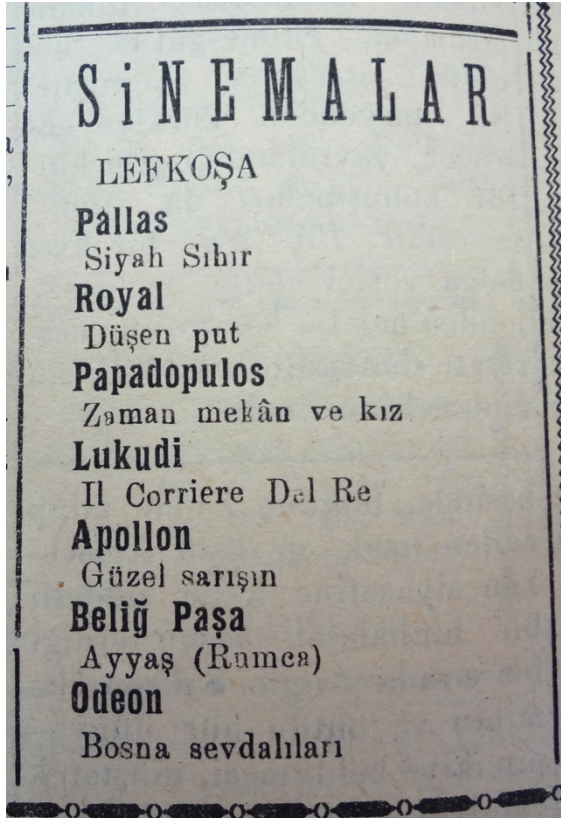 SiNEMALAR
LEFKOŞA
Pallas
Siyah Sıhır
Royal
Düşen put
Papadopulos
Zaman mekân ve kız
Lukudi
Il Corriere Del Re
Apollon
Güzel sarışın
Beliğ Paşa
Ayyaş (Rumca)
Odeon
Bosna sevdalıları